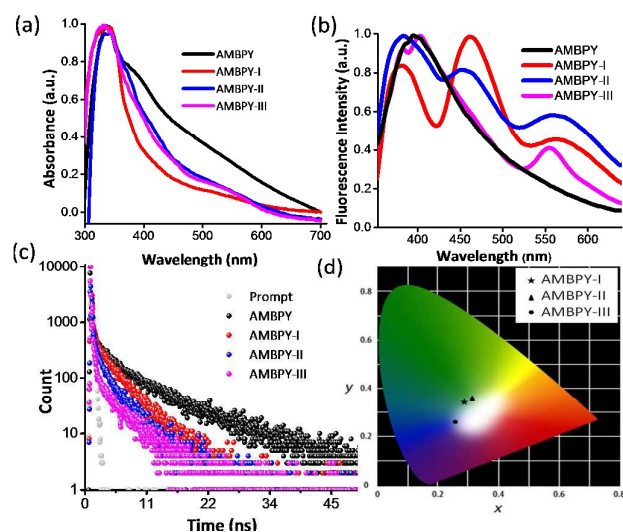 (a)
AMBPY
AMBPY-I
AMBPY-II
AMBPY-III
Absorbance (a.u.)
1.0
0.8
0.6
0.4
0.2
0.0
300 400 500 600 700
Wavelength (nm)
(b)
AMBPY
AMBPY-I
AMBPY-II
AMBPY-III
Fluorescence Intensity (a.u.)
1.0
0.8
0.6
0.4
0.2
0.0
400 450 500 550 600
Wavelength (nm)
(c)
Prompt
AMBPY
AMBPY-I
AMBPY-II
AMBPY-III
Count
10000
1000
100
10
1
0 11 22 34 45
Time (ns)
(d)
AMBPY-I
AMBPY-II
AMBPY-III
y
0.8
0.6
0.4
0.2
0
0 0.2 0.4 0.6 0.8
x